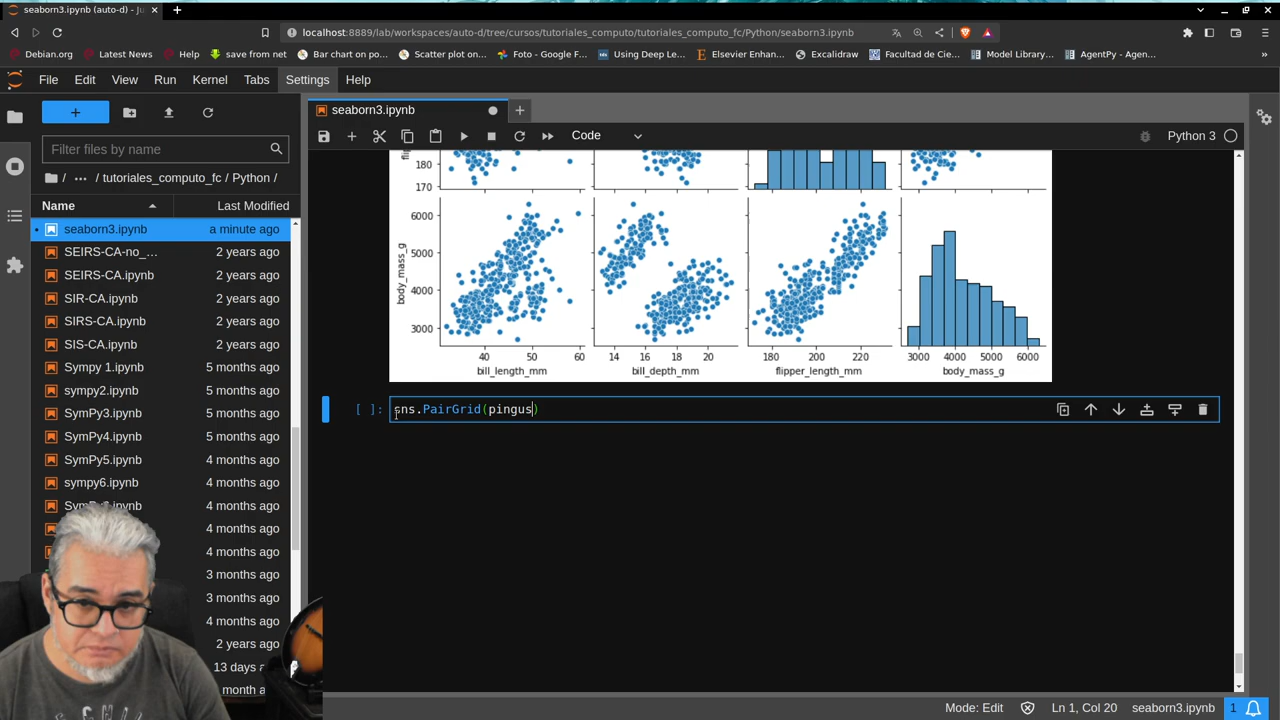 seaborn3.ipynb (auto-d) - Ju
localhost:8889/lab/workspaces/auto-d/tree/cursos/tutoriales_computo/tutoriales_computo_fc/Python/seaborn3.ipynb
Debian.org
Latest News
Help
save from net
Bar chart on po...
Scatter plot on...
Foto - Google F...
Using Deep Le...
Elsevier Enhan...
Excalidraw
Facultad de Cie...
Model Library...
AgentPy - Agen...
File Edit View Run Kernel Tabs Settings Help
seaborn3.ipynb
Code
Python 3
Filter files by name
/ ... / tutoriales_computo_fc / Python /
Name Last Modified
seaborn3.ipynb a minute ago
SEIRS-CA-no_... 2 years ago
SEIRS-CA.ipynb 2 years ago
SIR-CA.ipynb 2 years ago
SIRS-CA.ipynb 2 years ago
SIS-CA.ipynb 2 years ago
Sympy 1.ipynb 5 months ago
sympy2.ipynb 5 months ago
SymPy3.ipynb 5 months ago
SymPy4.ipynb 5 months ago
SymPy5.ipynb 4 months ago
sympy6.ipynb 4 months ago
4 months ago
4 months ago
4 months ago
3 months ago
3 months ago
4 months ago
2 years ago
13 days
month
180
170
6000
5000
4000
3000
body_mass_g
40 50 60
bill_length_mm
14 16 18 20
bill_depth_mm
180 200 220
flipper_length_mm
3000 4000 5000 6000
body_mass_g
[ ]: sns.PairGrid(pingus)
Mode: Edit
Ln 1, Col 20
seaborn3.ipynb
1